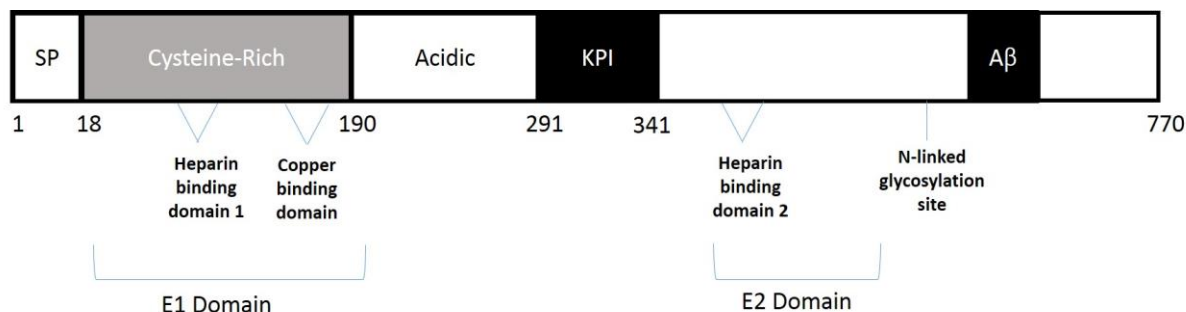 SP Cysteine-Rich Acidic KPI Aβ
1 18 190 291 341 770
Heparin
binding
domain 1
Copper
binding
domain
Heparin
binding
domain 2
N-linked
glycosylation
site
E1 Domain
E2 Domain